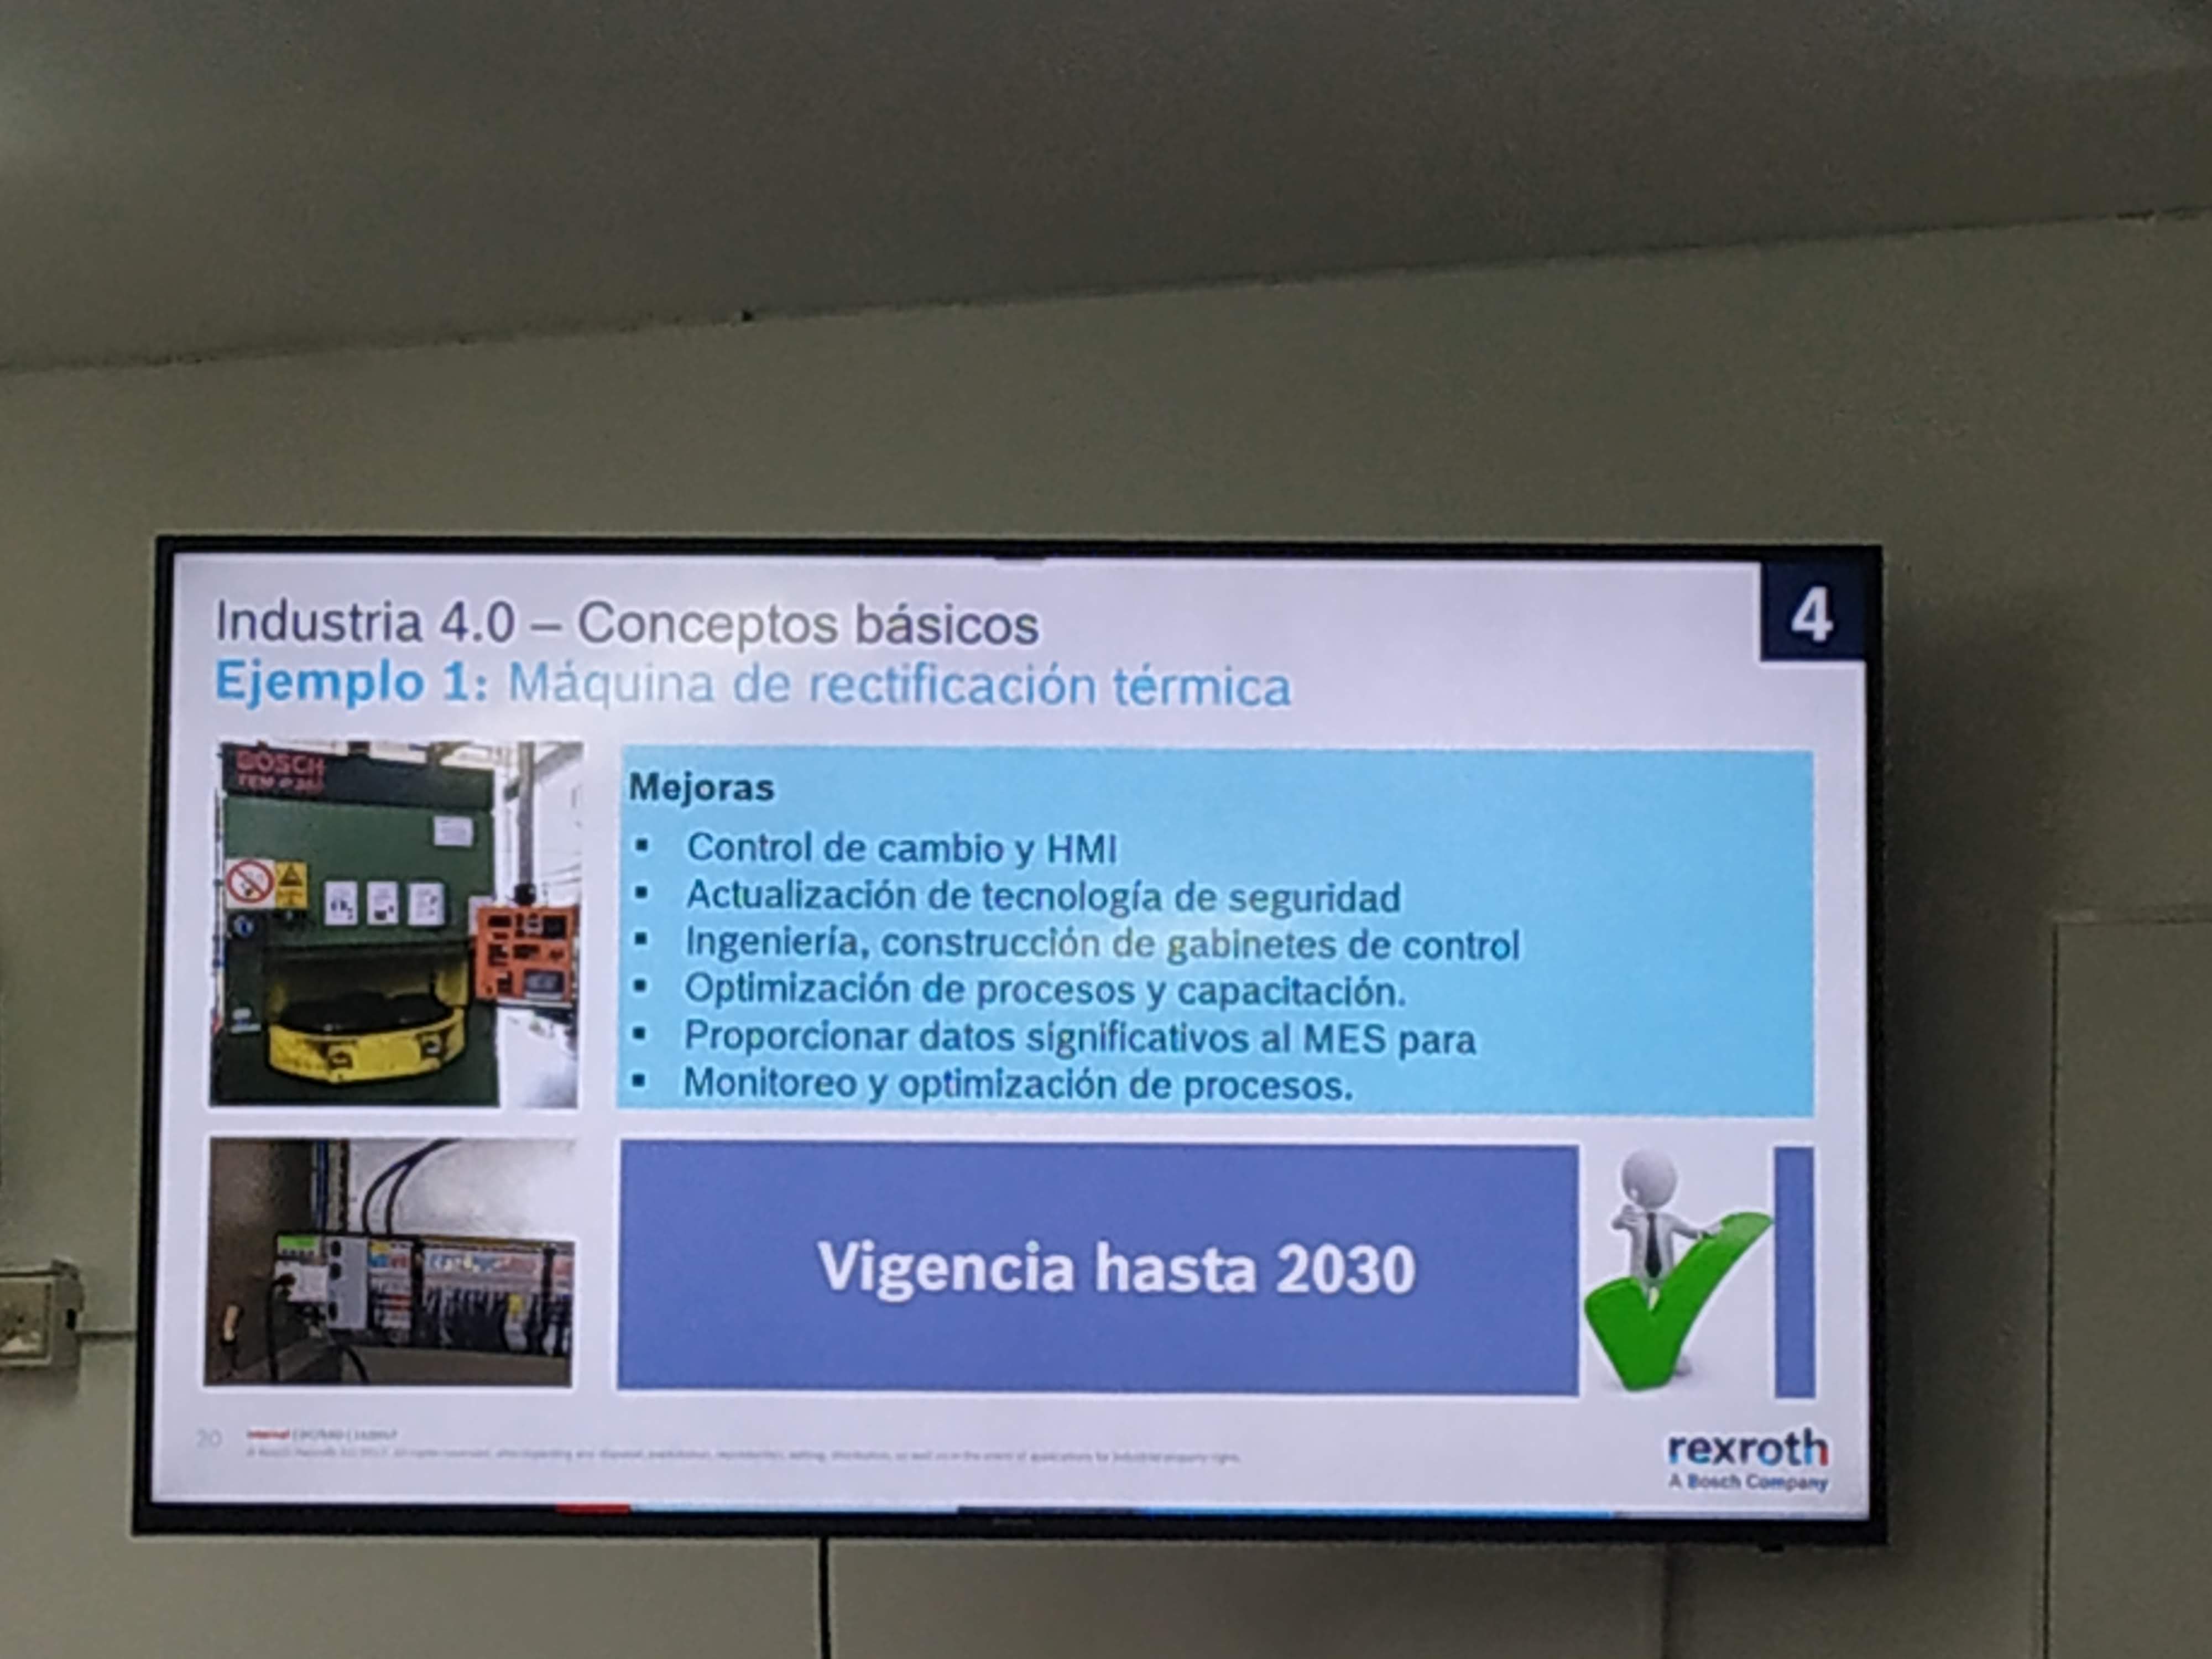 Industria 4.0 – Conceptos básicos
4
Ejemplo 1: Máquina de rectificación térmica
BOSCH
Mejoras
▪ Control de cambio y HMI
▪ Actualización de tecnología de seguridad
▪ Ingeniería, construcción de gabinetes de control
▪ Optimización de procesos y capacitación.
▪ Proporcionar datos significativos al MES para
▪ Monitoreo y optimización de procesos.
Vigencia hasta 2030
20
rexroth
A Bosch Company